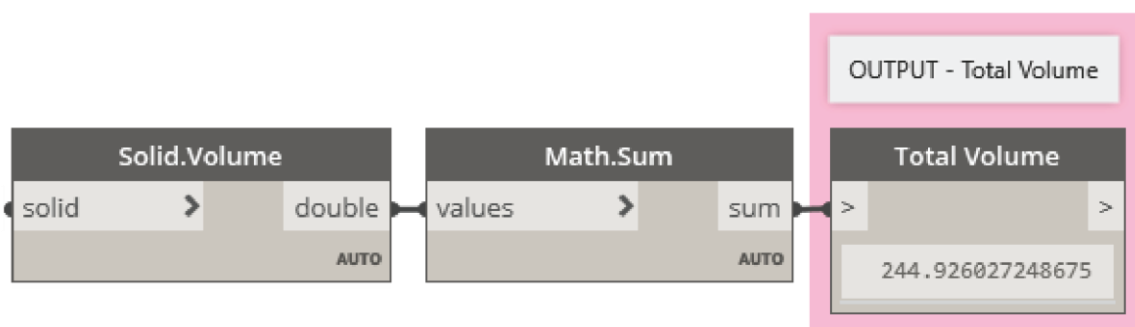 OUTPUT - Total Volume
Solid.Volume
solid > double
AUTO
Math.Sum
values > sum
AUTO
Total Volume
> >
244.926027248675